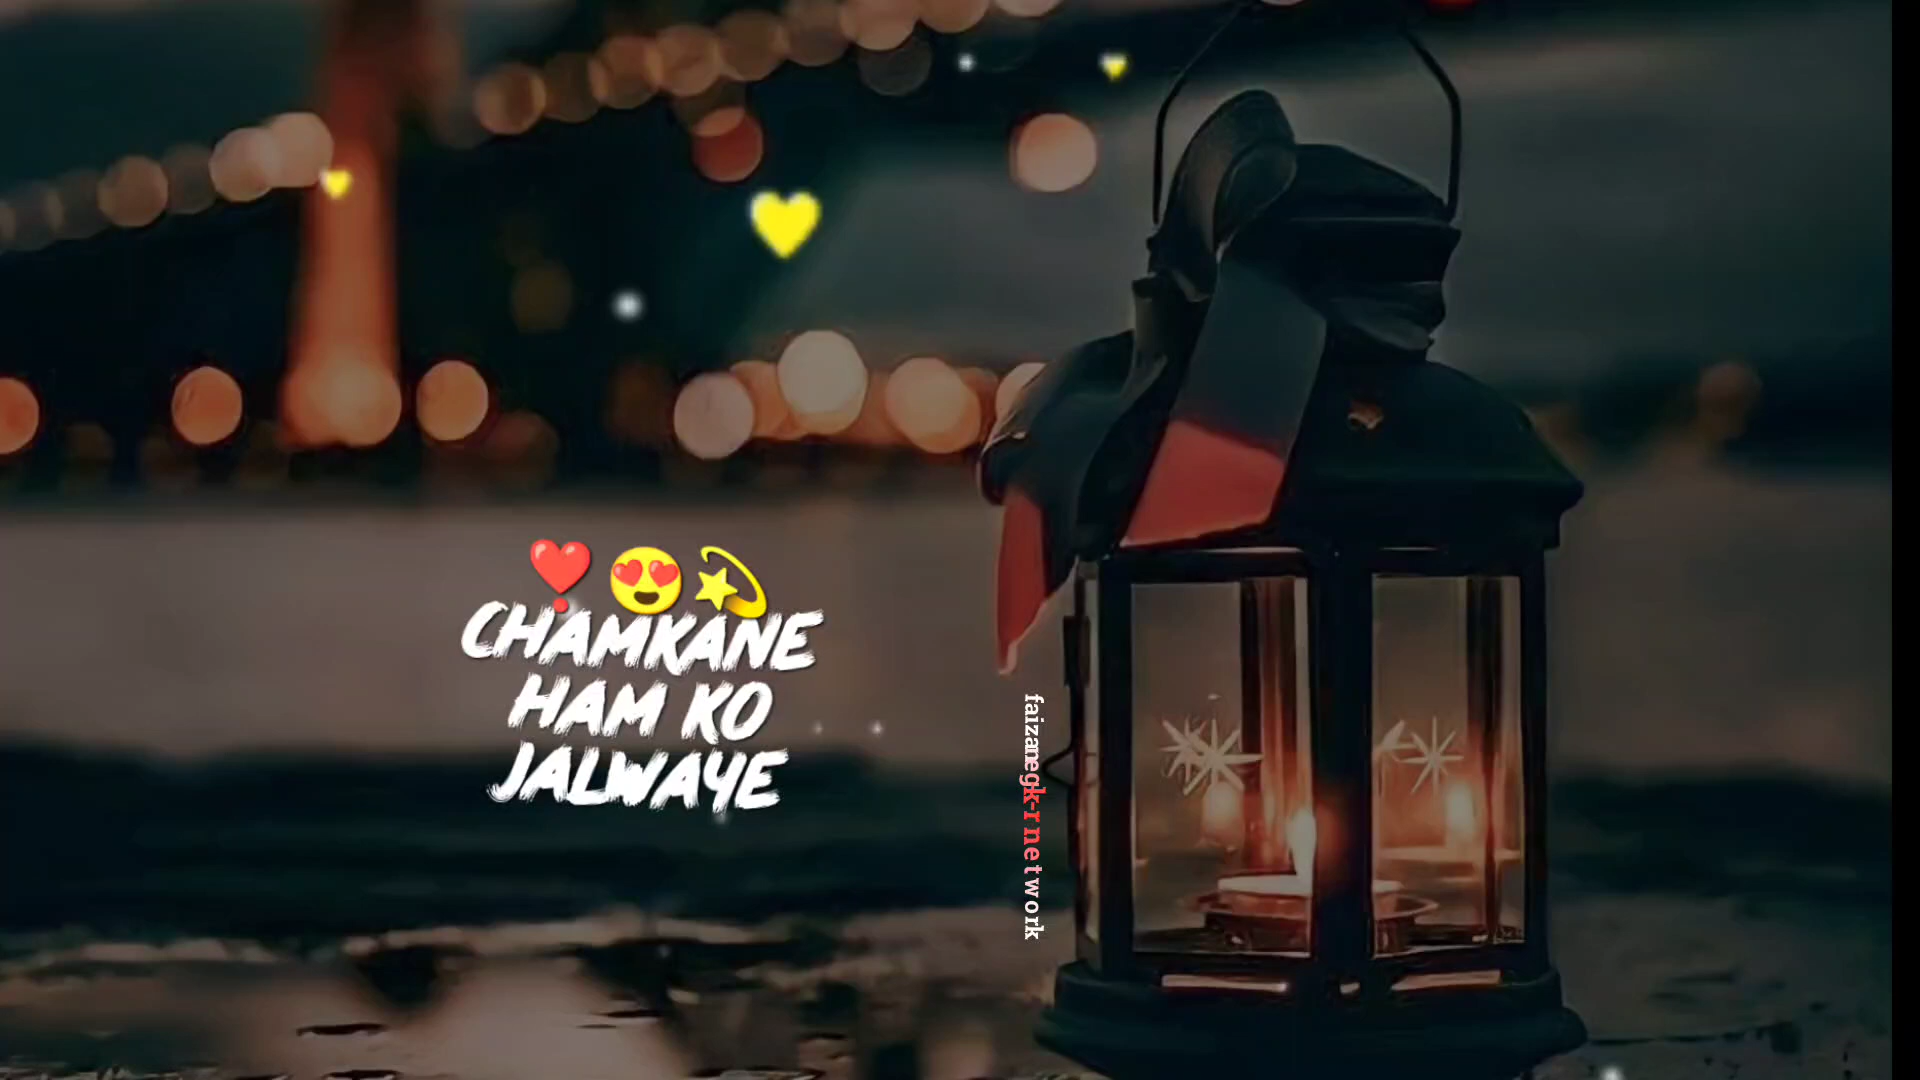 ❣️😍💫
CHAMKANE
HAM KO
JALWAYE
faizanegk-r network